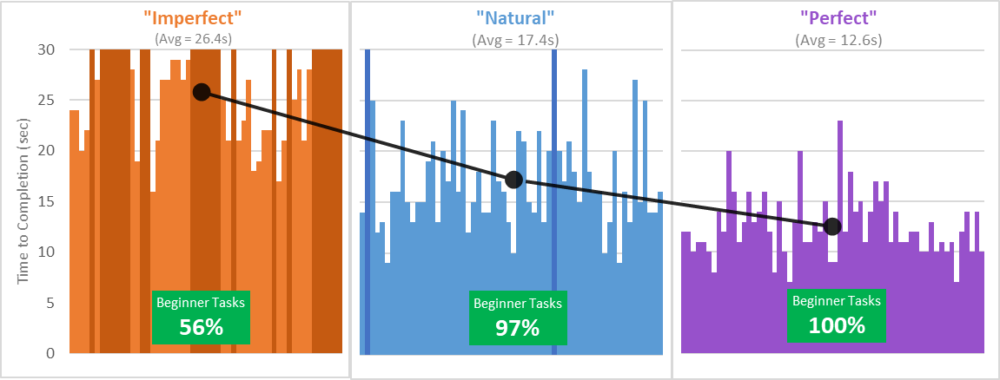 "Imperfect"
(Avg = 26.4s)
"Natural"
(Avg = 17.4s)
"Perfect"
(Avg = 12.6s)
Time to Completion (sec)
30
25
20
15
10
5
0
Beginner Tasks
56%
Beginner Tasks
97%
Beginner Tasks
100%